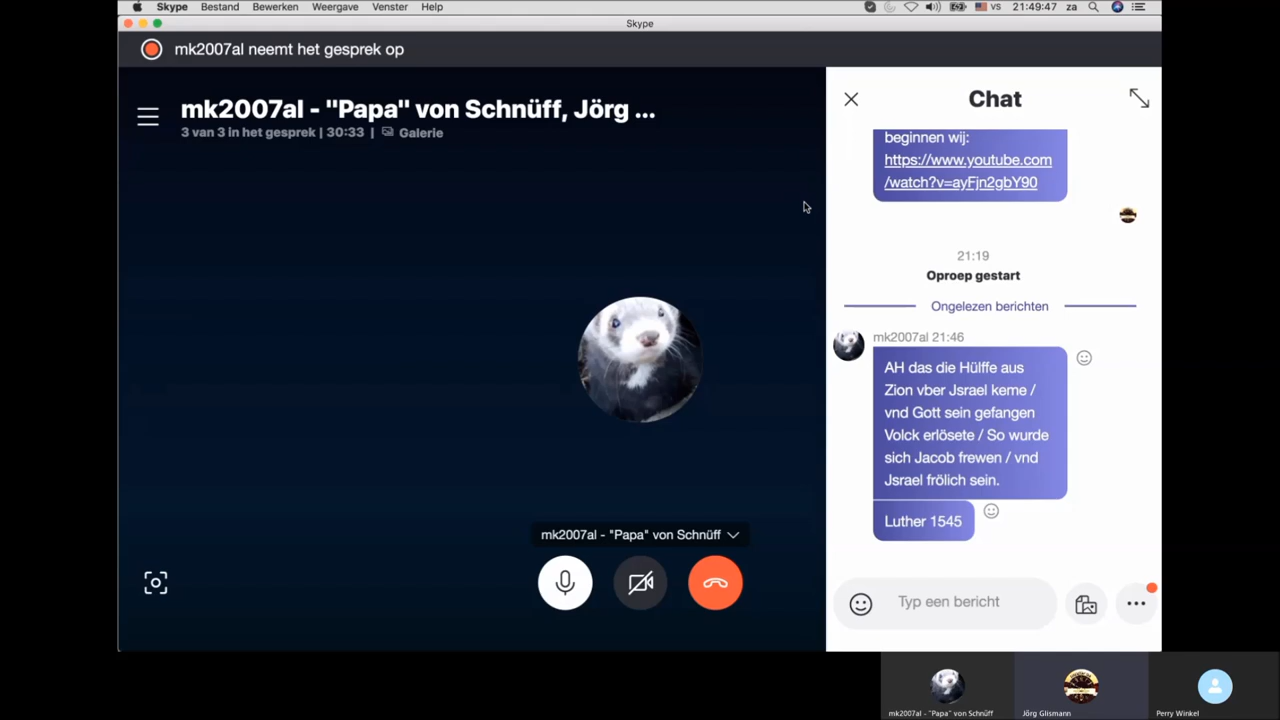 Skype Bestand Bewerken Weergave Venster Help
VS 21:49:47 za
Skype
mk2007al neemt het gesprek op
mk2007al - "Papa" von Schnüff, Jörg ...
3 van 3 in het gesprek | 30:33 | Galerie
Chat
beginnen wij:
https://www.youtube.com
/watch?v=ayFjn2gbY90
21:19
Oproep gestart
Ongelezen berichten
mk2007al 21:46
AH das die Hülffe aus
Zion vber Jsrael keme /
vnd Gott sein gefangen
Volck erlösete / So wurde
sich Jacob frewen / vnd
Jsrael frölich sein.
Luther 1545
mk2007al - "Papa" von Schnüff
Typ een bericht
mk2007al - "Papa" von Schnüff
Jörg Glismann
Perry Winkel